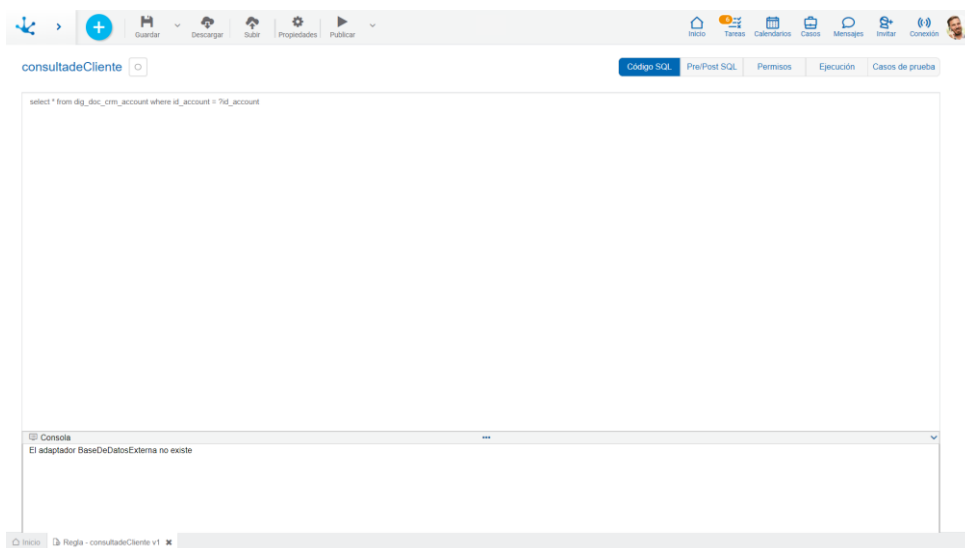 Guardar
Descargar
Subir
Propiedades
Publicar
Inicio
6
Tareas
Calendarios
Casos
Mensajes
Invitar
Conexión
consultadeCliente
Código SQL
Pre/Post SQL
Permisos
Ejecución
Casos de prueba
select * from dig_doc_crm_account where id_account = ?id_account
Consola
El adaptador BaseDeDatosExterna no existe
Inicio
Regla - consultadeCliente v1